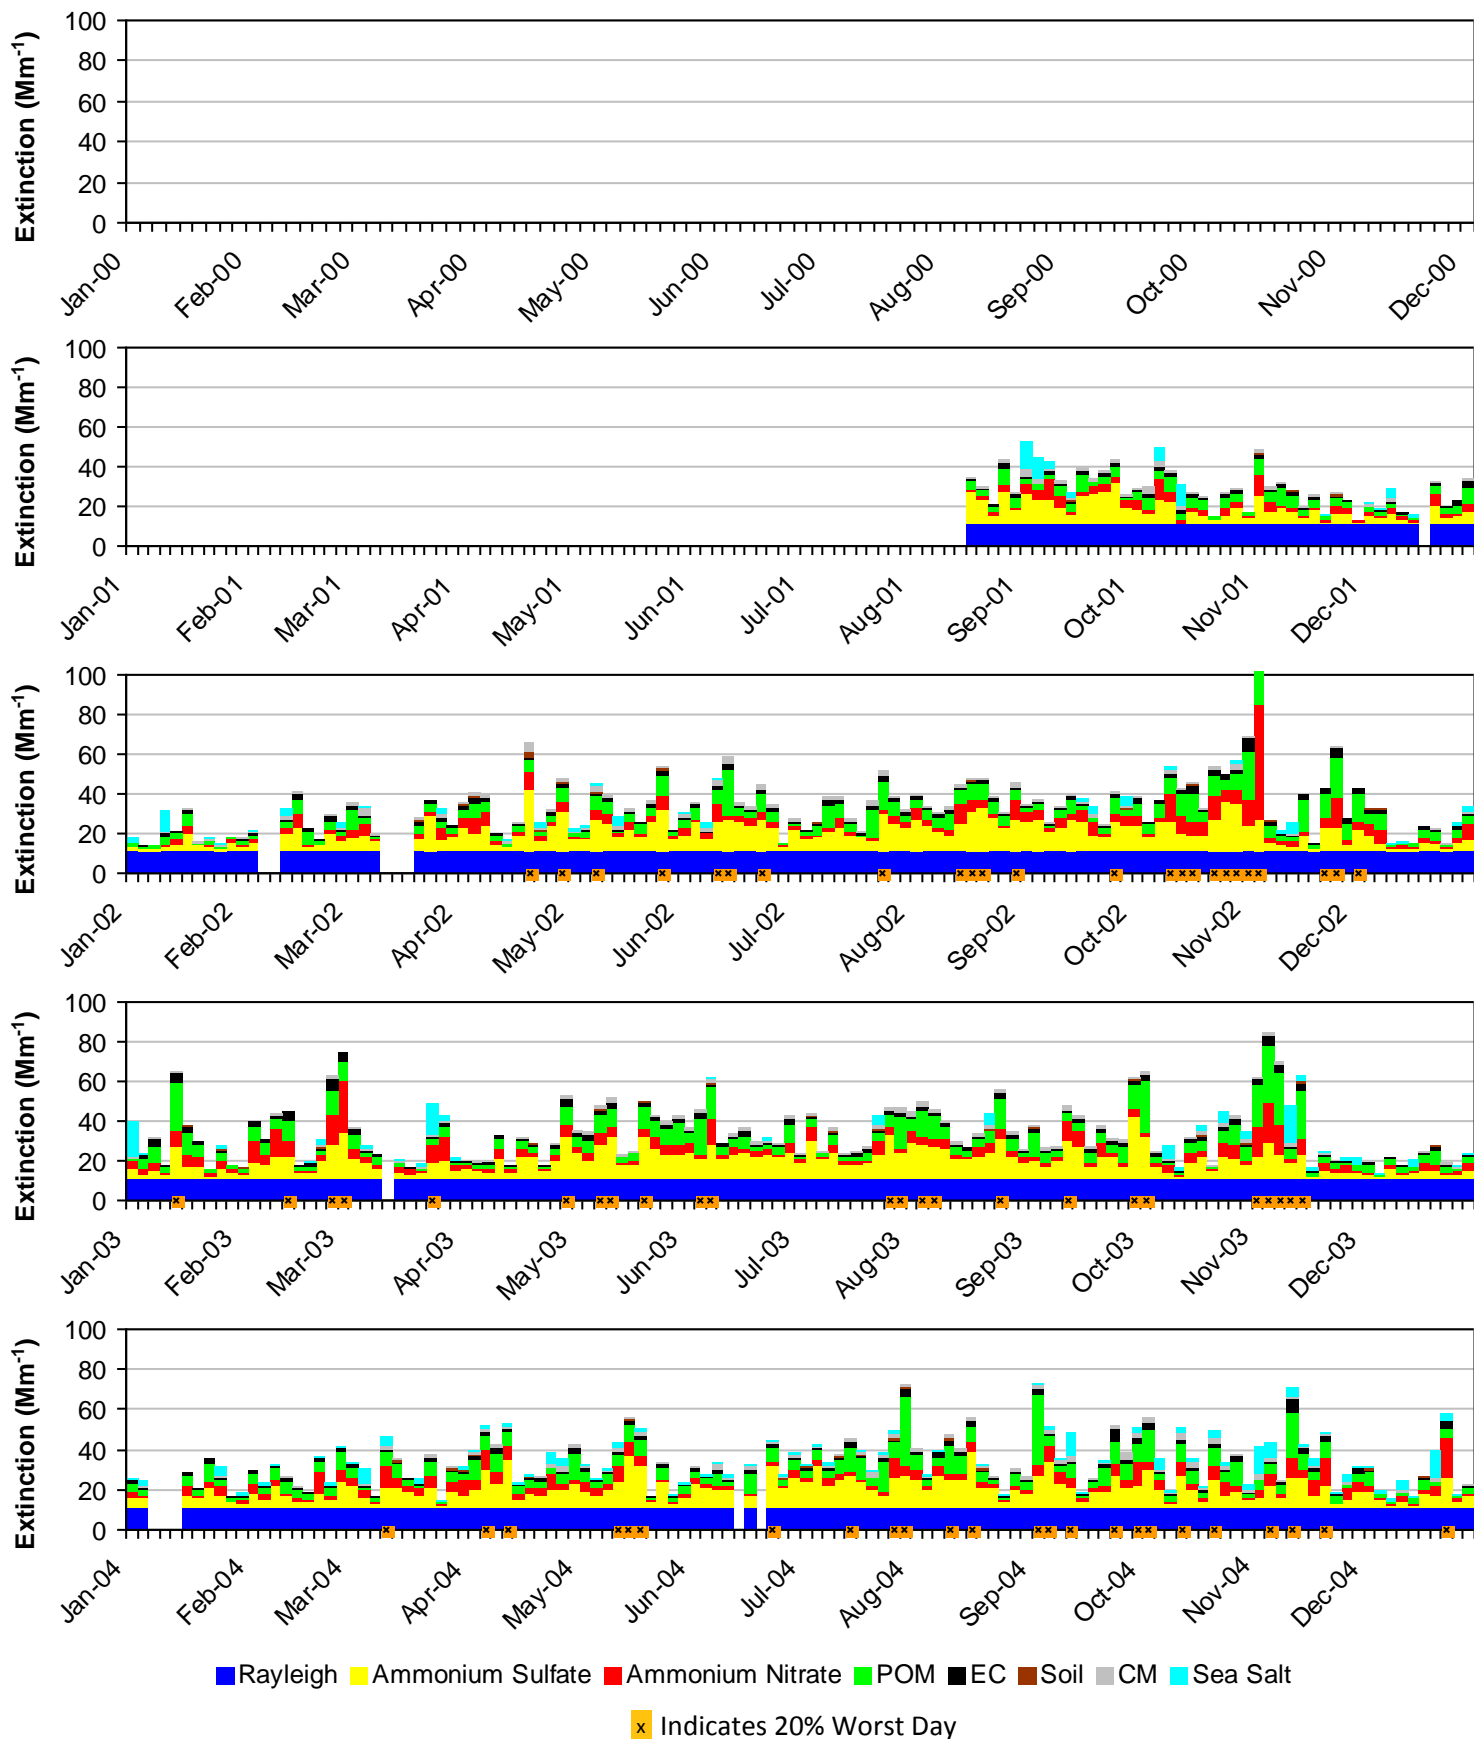 Extinction (Mm-1)
100
80
60
40
20
0
Jan-00 Feb-00 Mar-00 Apr-00 May-00 Jun-00 Jul-00 Aug-00 Sep-00 Oct-00 Nov-00 Dec-00
Extinction (Mm-1)
100
80
60
40
20
0
Jan-01 Feb-01 Mar-01 Apr-01 May-01 Jun-01 Jul-01 Aug-01 Sep-01 Oct-01 Nov-01 Dec-01
Extinction (Mm-1)
100
80
60
40
20
0
Jan-02 Feb-02 Mar-02 Apr-02 May-02 Jun-02 Jul-02 Aug-02 Sep-02 Oct-02 Nov-02 Dec-02
Extinction (Mm-1)
100
80
60
40
20
0
Jan-03 Feb-03 Mar-03 Apr-03 May-03 Jun-03 Jul-03 Aug-03 Sep-03 Oct-03 Nov-03 Dec-03
Extinction (Mm-1)
100
80
60
40
20
0
Jan-04 Feb-04 Mar-04 Apr-04 May-04 Jun-04 Jul-04 Aug-04 Sep-04 Oct-04 Nov-04 Dec-04
Rayleigh Ammonium Sulfate Ammonium Nitrate POM EC Soil CM Sea Salt
x Indicates 20% Worst Day